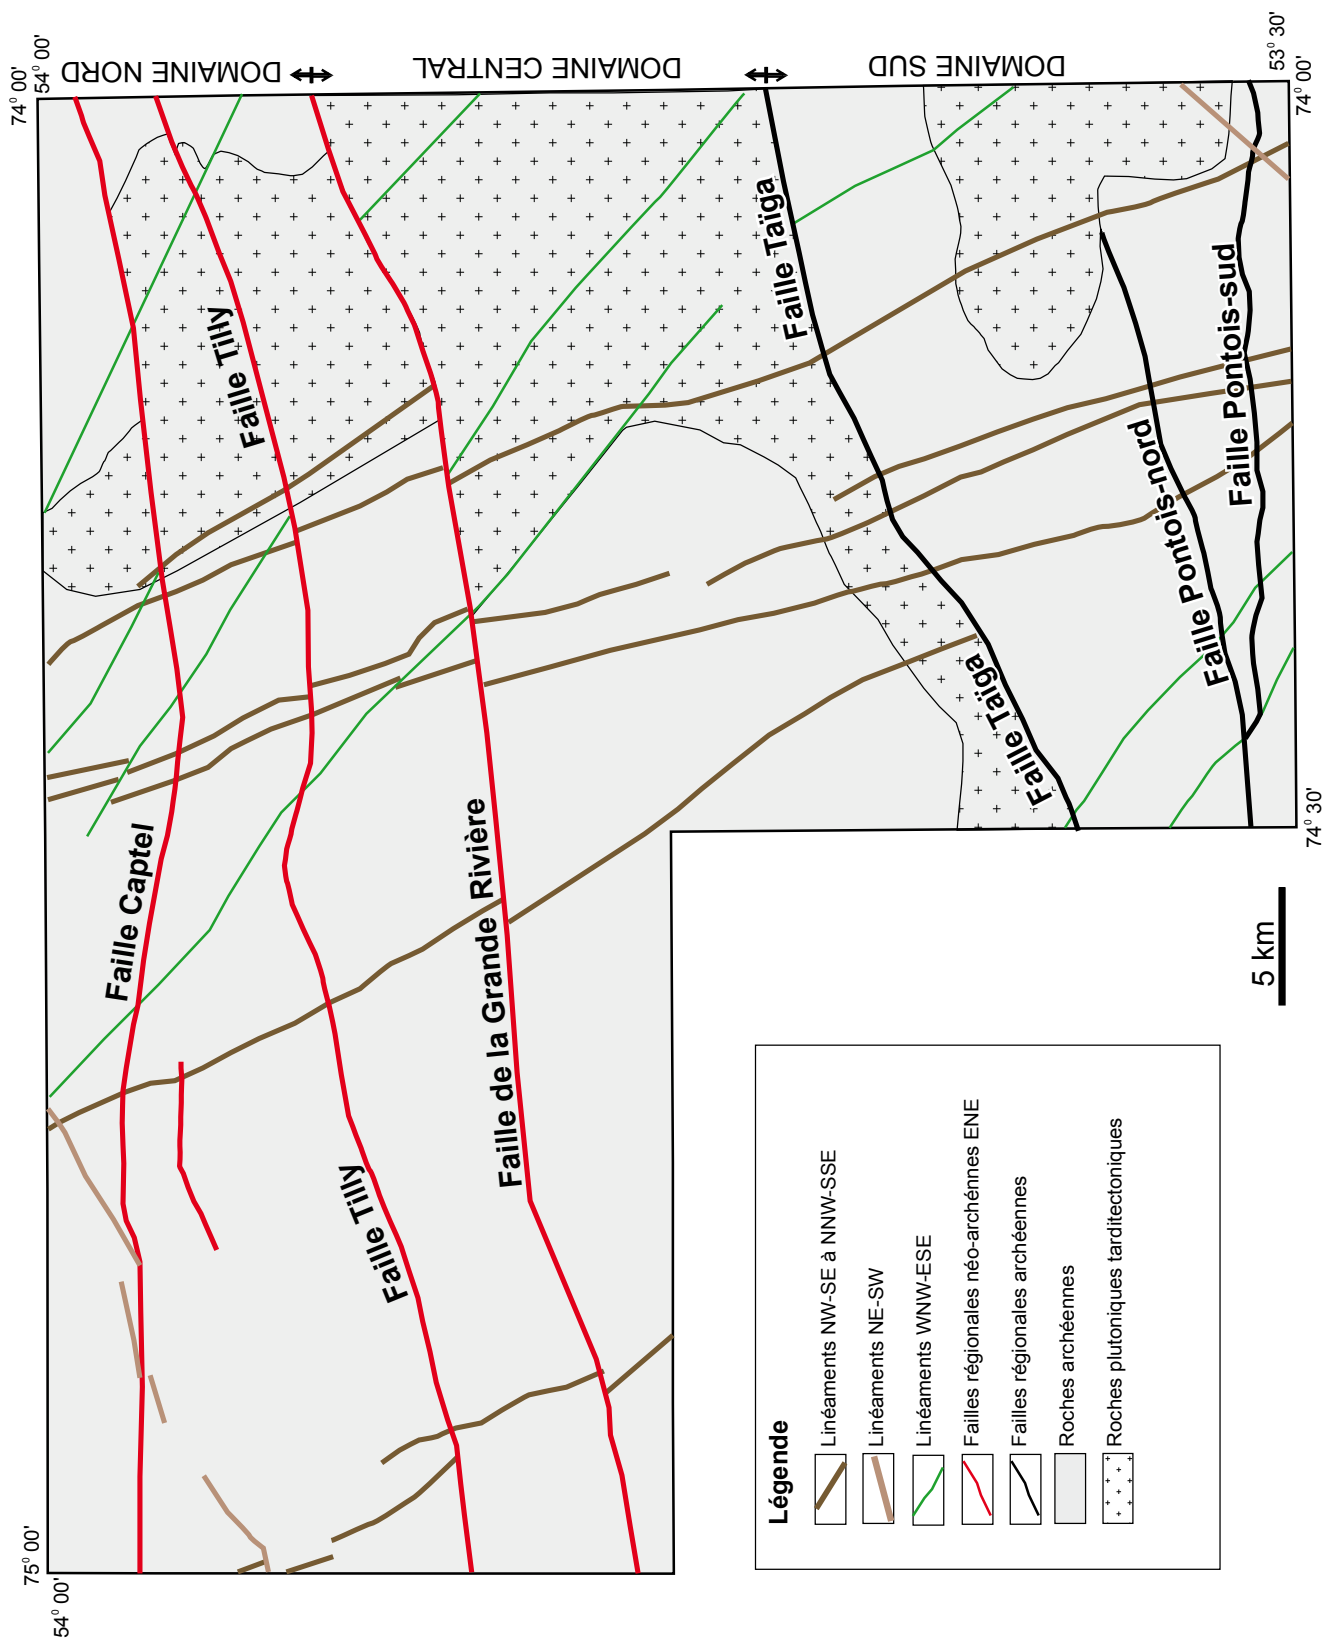 75° 00'
54° 00'
74° 00'
54° 00'
DOMAINE NORD
DOMAINE CENTRAL
DOMAINE SUD
53° 30'
74° 00'
74° 30'
Faille Captel
Faille Tilly
Faille Tilly
Faille de la Grande Rivière
Faille Taïga
Faille Taïga
Faille Pontois-nord
Faille Pontois-sud
5 km
Légende
Linéaments NW-SE à NNW-SSE
Linéaments NE-SW
Linéaments WNW-ESE
Failles régionales néo-archénnes ENE
Failles régionales archéennes
Roches archéennes
Roches plutoniques tarditectoniques